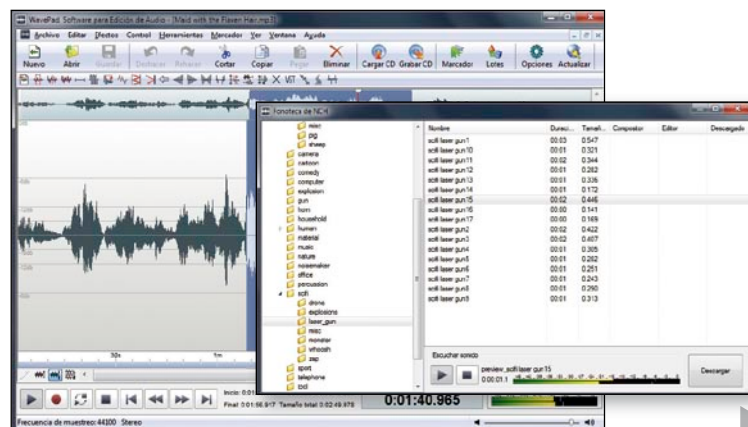 WavePad Software para Edición de Audio - [Maid with the Flaxen Hair.mp3]
Archivo Editar Efectos Control Herramientas Marcador Ver Ventana Ayuda
Nuevo Abrir Guardar Deshacer Rehacer Cortar Copiar Pegar Eliminar Cargar CD Grabar CD Marcador Lotes Opciones Actualizar
Fonoteca de NCH
misc
pig
sheep
camera
cartoon
comedy
computer
explosion
gun
horn
household
human
material
music
nature
noisemaker
office
percussion
scifi
drone
explosions
laser_gun
misc
monster
whoosh
zap
sport
telephone
tool
Nombre Duraci... Tamañ... Compositor Editor Descargado
scifi laser gun1 00:03 0.547
scifi laser gun10 00:01 0.321
scifi laser gun11 00:02 0.344
scifi laser gun12 00:01 0.282
scifi laser gun13 00:01 0.336
scifi laser gun14 00:01 0.172
scifi laser gun15 00:02 0.446
scifi laser gun16 00:00 0.141
scifi laser gun17 00:00 0.169
scifi laser gun2 00:02 0.422
scifi laser gun3 00:02 0.407
scifi laser gun4 00:01 0.305
scifi laser gun5 00:01 0.282
scifi laser gun6 00:01 0.251
scifi laser gun7 00:01 0.243
scifi laser gun8 00:01 0.290
scifi laser gun9 00:01 0.313
Escuchar sonido
preview_scifi laser gun 15
0:00:01.1
Descargar
30s 1m
Final: 0:01:56.917 Tamaño total: 0:02:49.978
0:01:40.965
Frecuencia de muestreo: 44100 Stereo